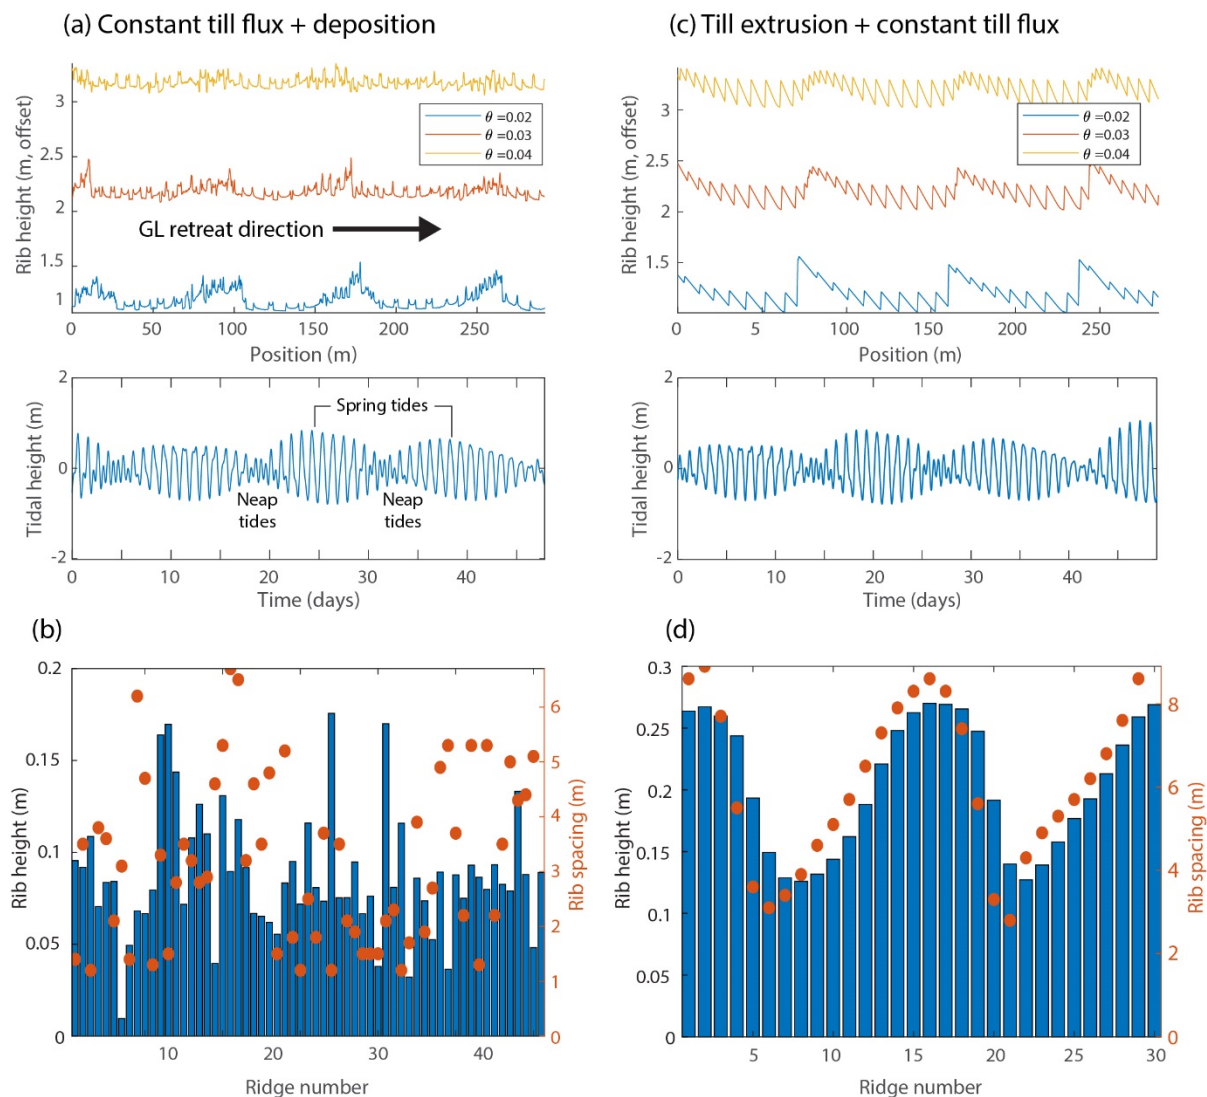 (a) Constant till flux + deposition
Rib height (m, offset)
3
2.5
2
1.5
1
θ =0.02
θ =0.03
θ =0.04
GL retreat direction
0 50 100 150 200 250
Position (m)
Tidal height (m)
2
0
-2
Spring tides
Neap
tides
Neap
tides
0 10 20 30 40
Time (days)
(c) Till extrusion + constant till flux
Rib height (m, offset)
3
2.5
2
1.5
θ =0.02
θ =0.03
θ =0.04
0 5 100 150 200 250
Position (m)
Tidal height (m)
2
0
-2
0 10 20 30 40
Time (days)
(b)
Rib height (m)
0.2
0.15
0.1
0.05
0
6
5
4
3
2
1
0
Rib spacing (m)
10 30 30 40
Ridge number
(d)
Rib height (m)
0.3
0.25
0.25
0.15
0.1
0.05
0
8
6
4
2
0
Rib spacing (m)
5 10 15 20 25 30
Ridge number